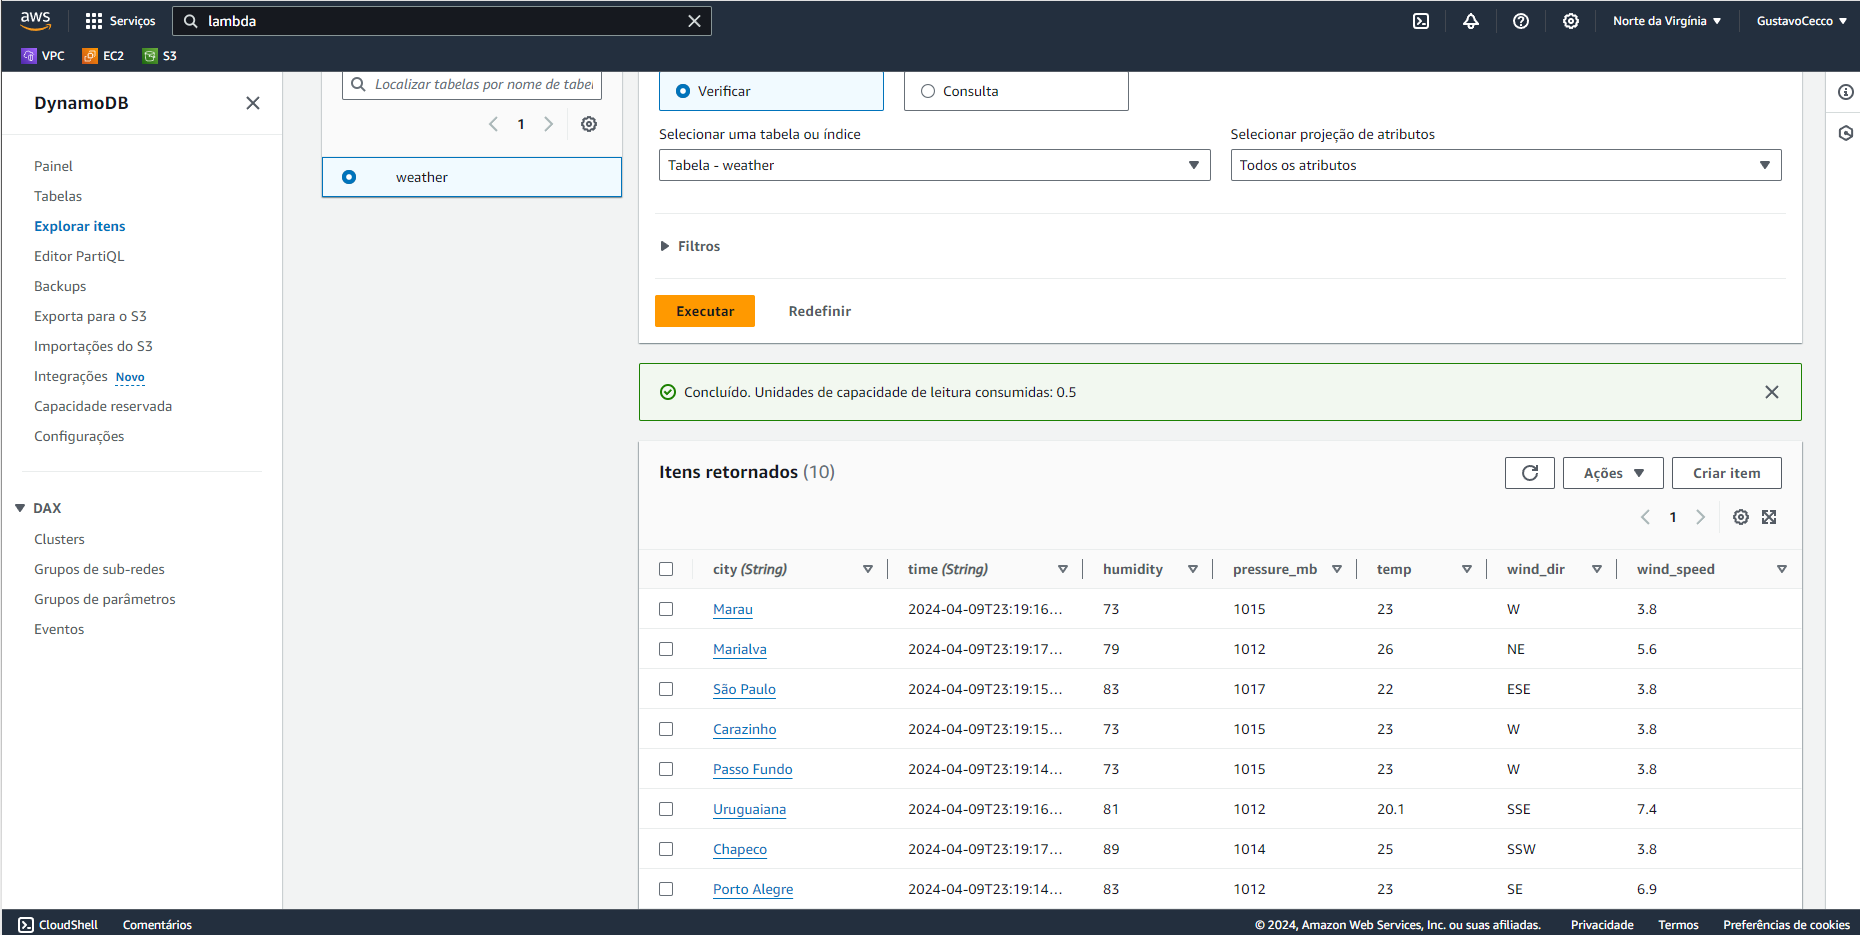 aws Serviços lambda Norte da Virgínia GustavoCecco
VPC EC2 S3
DynamoDB
Painel
Tabelas
Explorar itens
Editor PartiQL
Backups
Exporta para o S3
Importações do S3
Integrações Novo
Capacidade reservada
Configurações
DAX
Clusters
Grupos de sub-redes
Grupos de parâmetros
Eventos
Localizar tabelas por nome de tabel
1
weather
Verificar Consulta
Selecionar uma tabela ou índice Selecionar projeção de atributos
Tabela - weather Todos os atributos
Filtros
Executar Redefinir
Concluído. Unidades de capacidade de leitura consumidas: 0.5
Itens retornados (10) Ações Criar item
1
city (String) time (String) humidity pressure_mb temp wind_dir wind_speed
Marau 2024-04-09T23:19:16... 73 1015 23 W 3.8
Marialva 2024-04-09T23:19:17... 79 1012 26 NE 5.6
São Paulo 2024-04-09T23:19:15... 83 1017 22 ESE 3.8
Carazinho 2024-04-09T23:19:15... 73 1015 23 W 3.8
Passo Fundo 2024-04-09T23:19:14... 73 1015 23 W 3.8
Uruguaiana 2024-04-09T23:19:16... 81 1012 20.1 SSE 7.4
Chapeco 2024-04-09T23:19:17... 89 1014 25 SSW 3.8
Porto Alegre 2024-04-09T23:19:14... 83 1012 23 SE 6.9
CloudShell Comentários © 2024, Amazon Web Services, Inc. ou suas afiliadas. Privacidade Termos Preferências de cookies